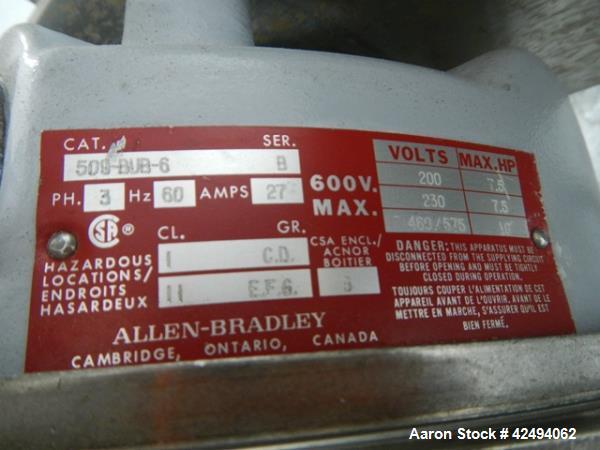 CAT. SER.
509-BUB-6 B
PH. 3 Hz 60 AMPS 27
600V. MAX.
VOLTS MAX.HP
200 7.5
230 7.5
460/575 10
SA ®
CL. GR.
HAZARDOUS LOCATIONS/
ENDROITS HASARDEUX
I C.D.
II E.F.G.
CSA ENCL./
ACNOR
BOITIER
DANGER: THIS APPARATUS MUST BE
DISCONNECTED FROM THE SUPPLYING CIRCUIT
BEFORE OPENING AND MUST BE TIGHTLY
CLOSED DURING OPERATION.
TOUJOURS COUPER L'ALIMENTATION DE CET
APPAREIL AVANT DE L'OUVRIR, AVANT DE LE
METTRE EN MARCHE, S'ASSURER QU'IL EST
BIEN FERMÉ.
ALLEN-BRADLEY
CAMBRIDGE, ONTARIO, CANADA
Aaron Stock # 42494062